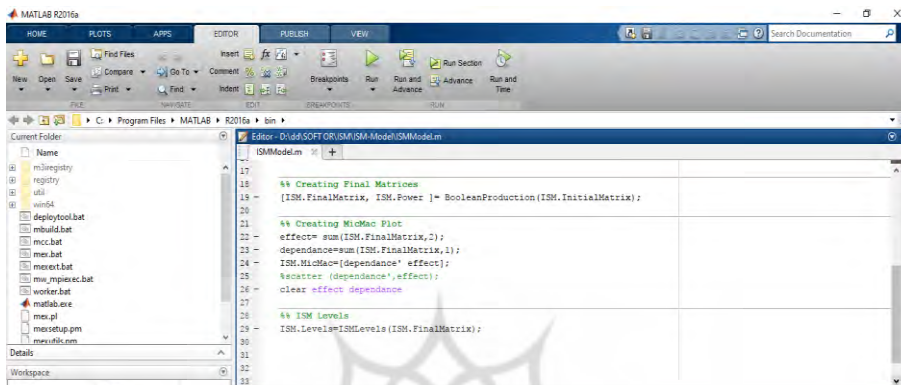 MATLAB R2016a
HOME PLOTS APPS EDITOR PUBLISH VIEW
Search Documentation
New Open Save
Find Files
Compare
Print
Go To
Find
Insert fx
Comment
Indent
Breakpoints
Run
Run and Advance
Run Section
Advance
Run and Time
FILE NAVIGATE EDIT BREAKPOINTS RUN
C: Program Files MATLAB R2016a bin
Current Folder
Name
m3iregistry
registry
util
win64
deploytool.bat
mbuild.bat
mcc.bat
mex.bat
mexext.bat
mw_mpiexec.bat
worker.bat
matlab.exe
mex.pl
mexsetup.pm
mexutils.pm
Details
Workspace
Editor - D:\dd\SOFT OR\ISM\ISM-Model\ISMModel.m
ISMModel.m
17
18 %% Creating Final Matrices
19 - [ISM.FinalMatrix, ISM.Power ]= BooleanProduction(ISM.InitialMatrix);
20
21 %% Creating MicMac Plot
22 - effect= sum(ISM.FinalMatrix,2);
23 - dependance=sum(ISM.FinalMatrix,1);
24 - ISM.MicMac=[dependance' effect];
25 %scatter (dependance',effect);
26 - clear effect dependance
27
28 %% ISM Levels
29 - ISM.Levels=ISMLevels(ISM.FinalMatrix);
30
31
32
33